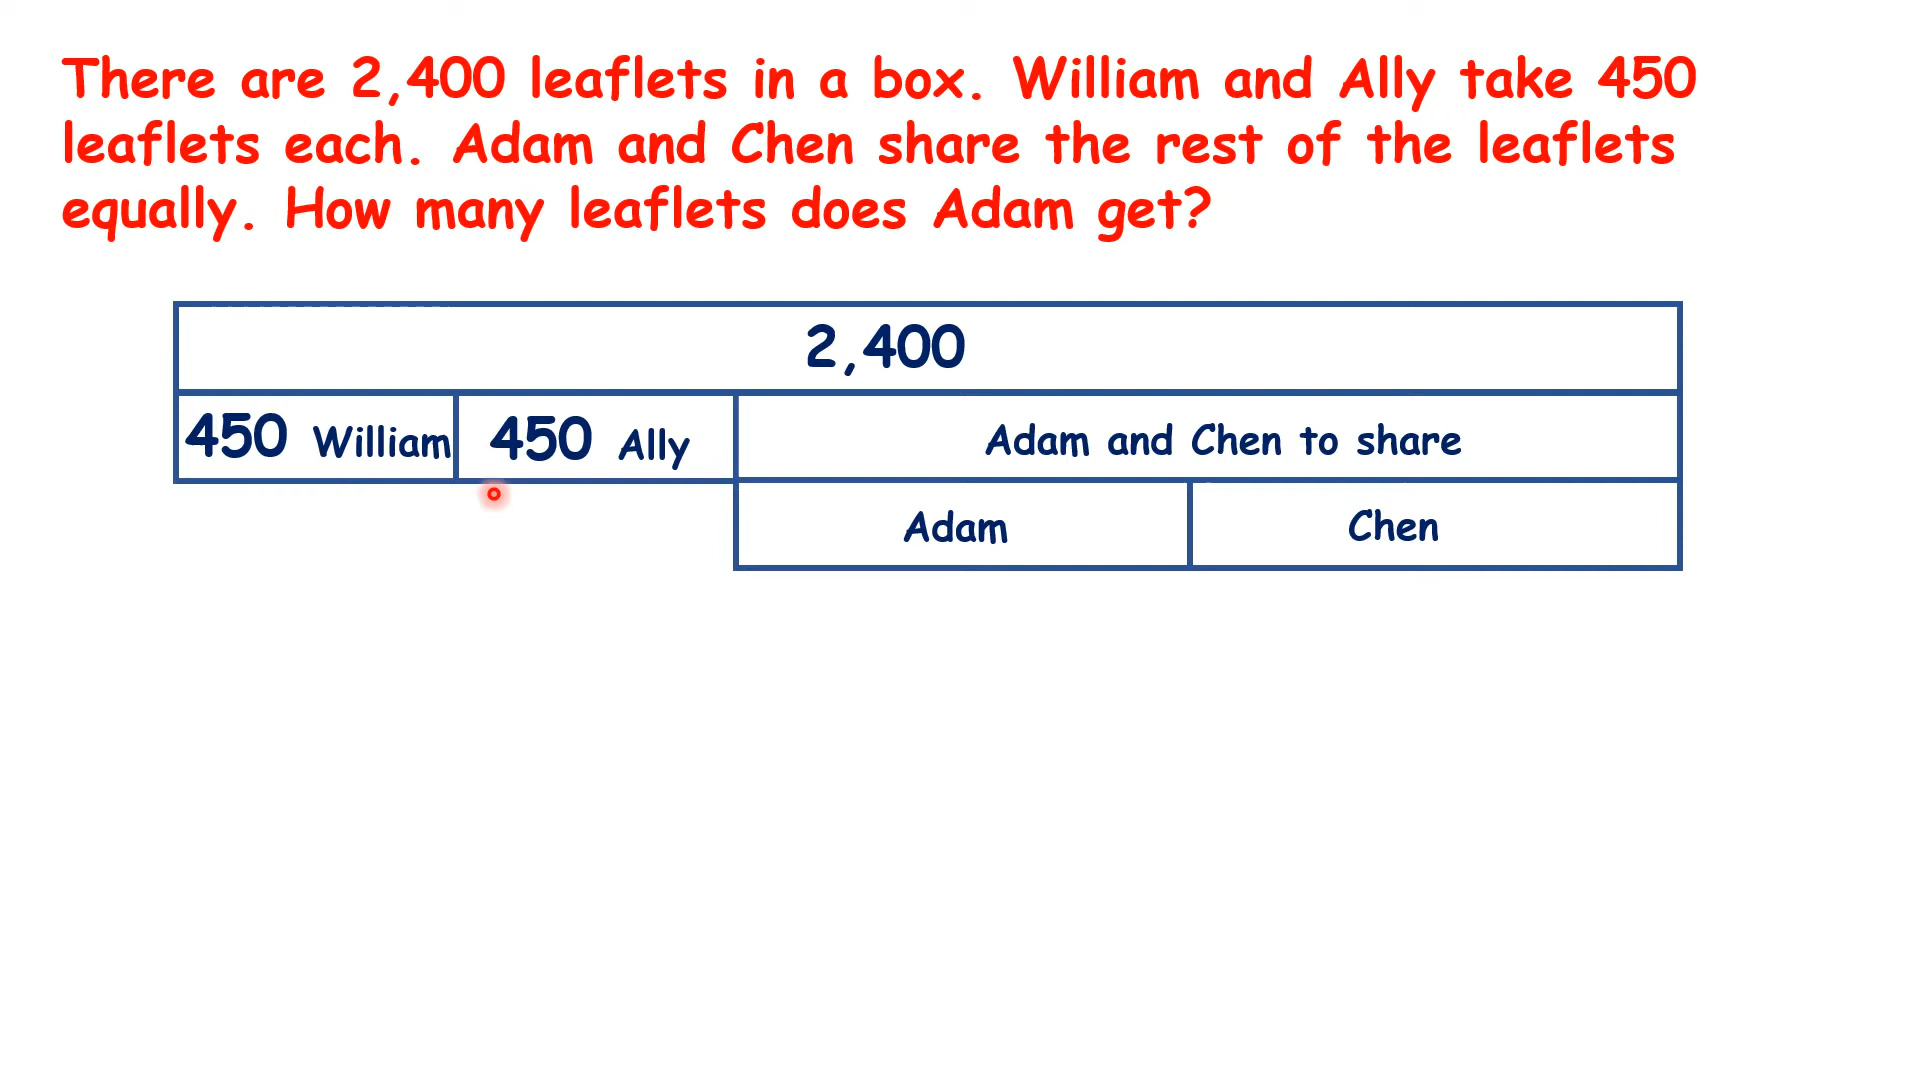 There are 2,400 leaflets in a box. William and Ally take 450
leaflets each. Adam and Chen share the rest of the leaflets
equally. How many leaflets does Adam get?
2,400
450 William 450 Ally Adam and Chen to share
Adam Chen